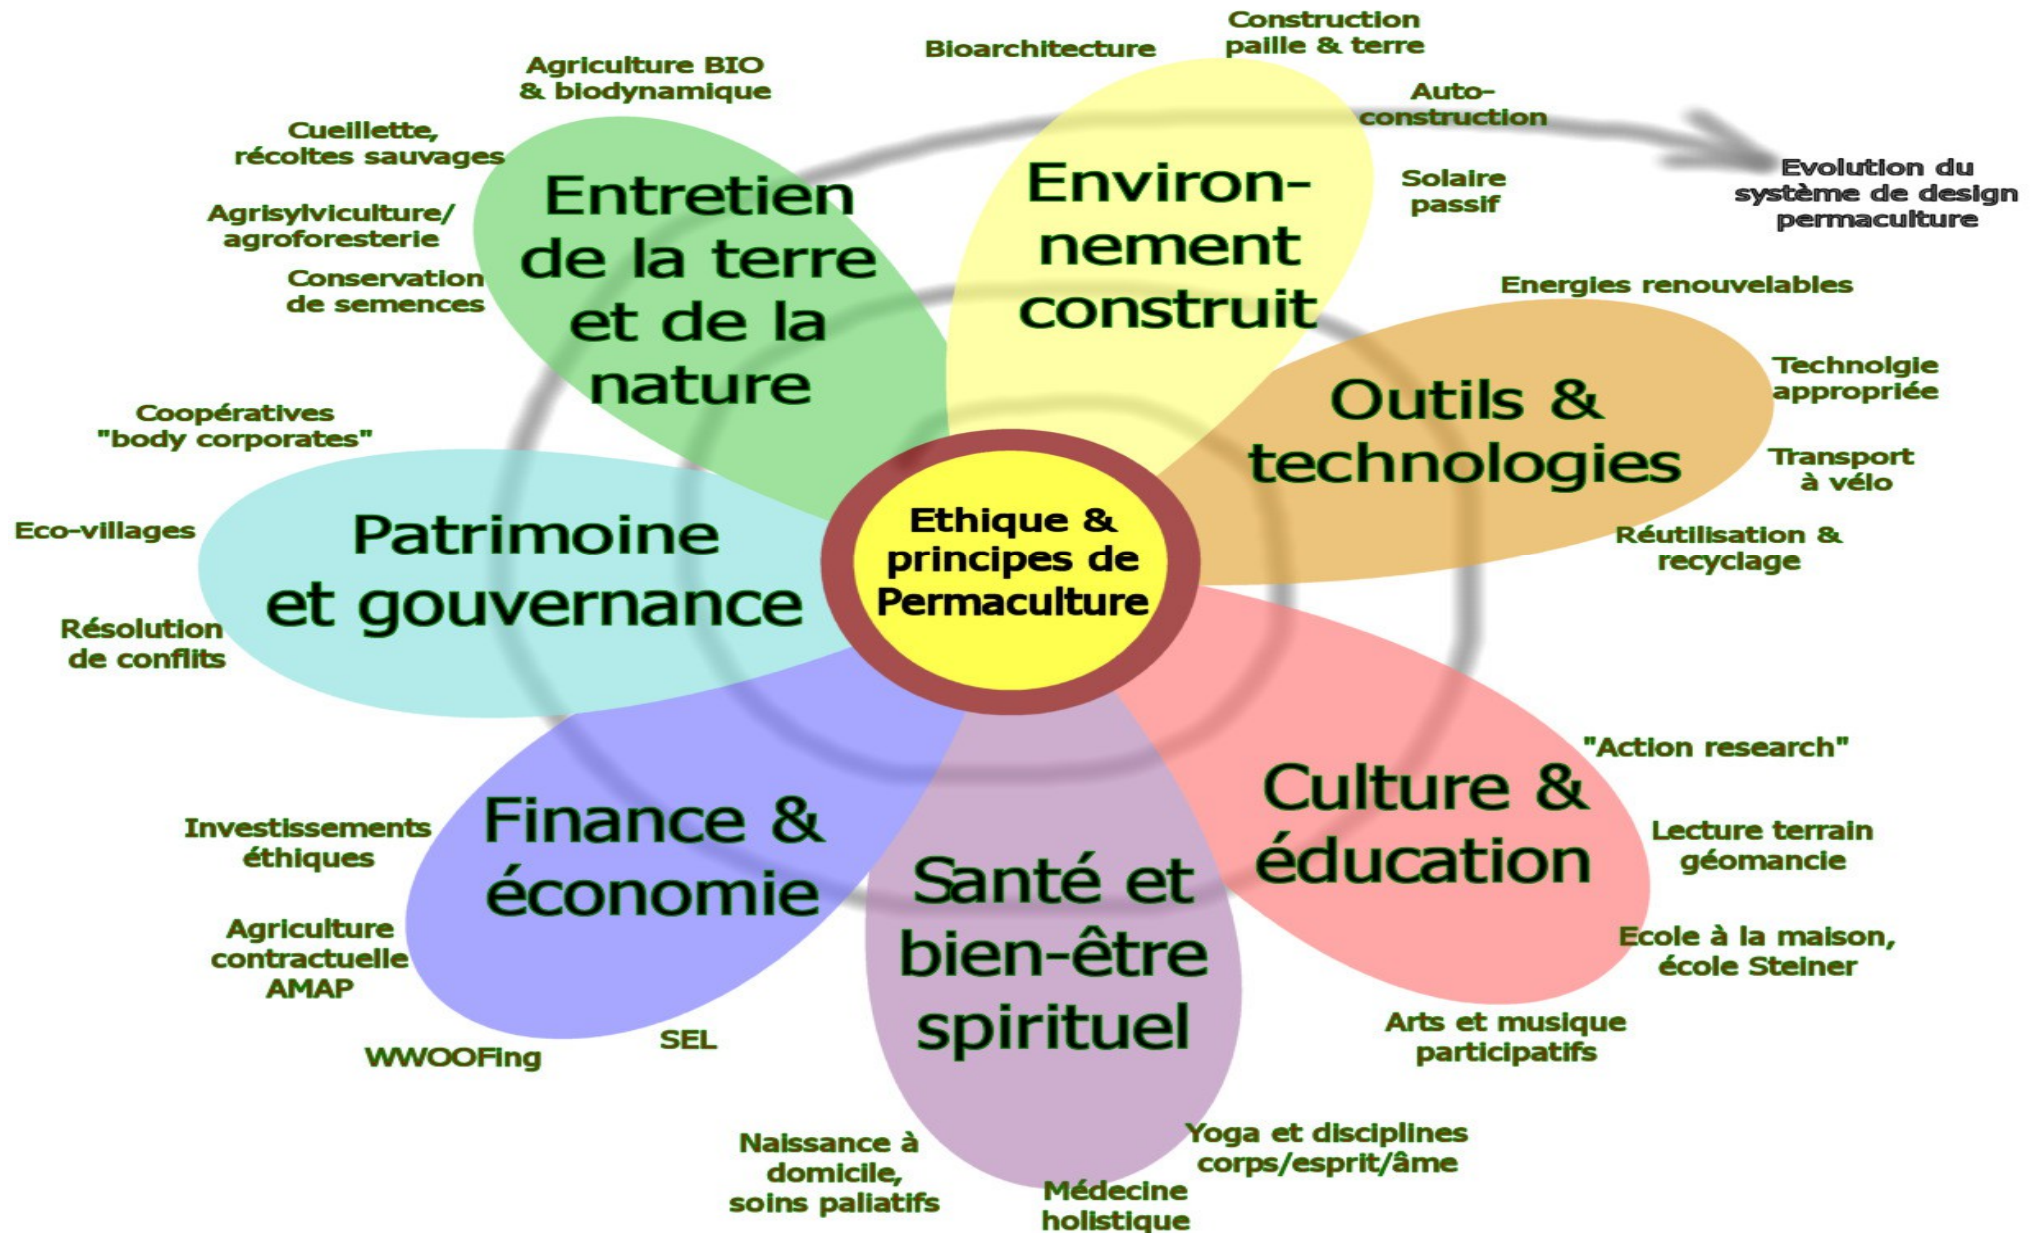 Construction
paille & terre
Bioarchitecture
Auto-
construction
Solaire
passif
Agriculture BIO
& biodynamique
Cueillette,
récoltes sauvages
Agrisylviculture/
agroforesterie
Conservation
de semences
Entretien
de la terre
et de la
nature
Environ-
nement
construit
Evolution du
système de design
permaculture
Energies renouvelables
Technolgie
appropriée
Transport
à vélo
Réutilisation &
recyclage
Outils &
technologies
Coopératives
"body corporates"
Eco-villages
Résolution
de conflits
Patrimoine
et gouvernance
Ethique &
principes de
Permaculture
"Action research"
Lecture terrain
géomancie
Ecole à la maison,
école Steiner
Arts et musique
participatifs
Culture &
éducation
Investissements
éthiques
Agriculture
contractuelle
AMAP
WWOOFing
SEL
Finance &
économie
Santé et
bien-être
spirituel
Naissance à
domicile,
soins paliatifs
Médecine
holistique
Yoga et disciplines
corps/esprit/âme